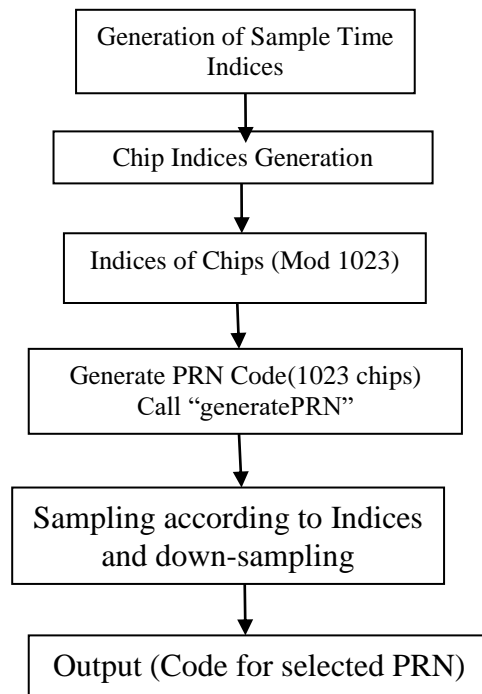 Generation of Sample Time
Indices
Chip Indices Generation
Indices of Chips (Mod 1023)
Generate PRN Code(1023 chips)
Call “generatePRN”
Sampling according to Indices
and down-sampling
Output (Code for selected PRN)